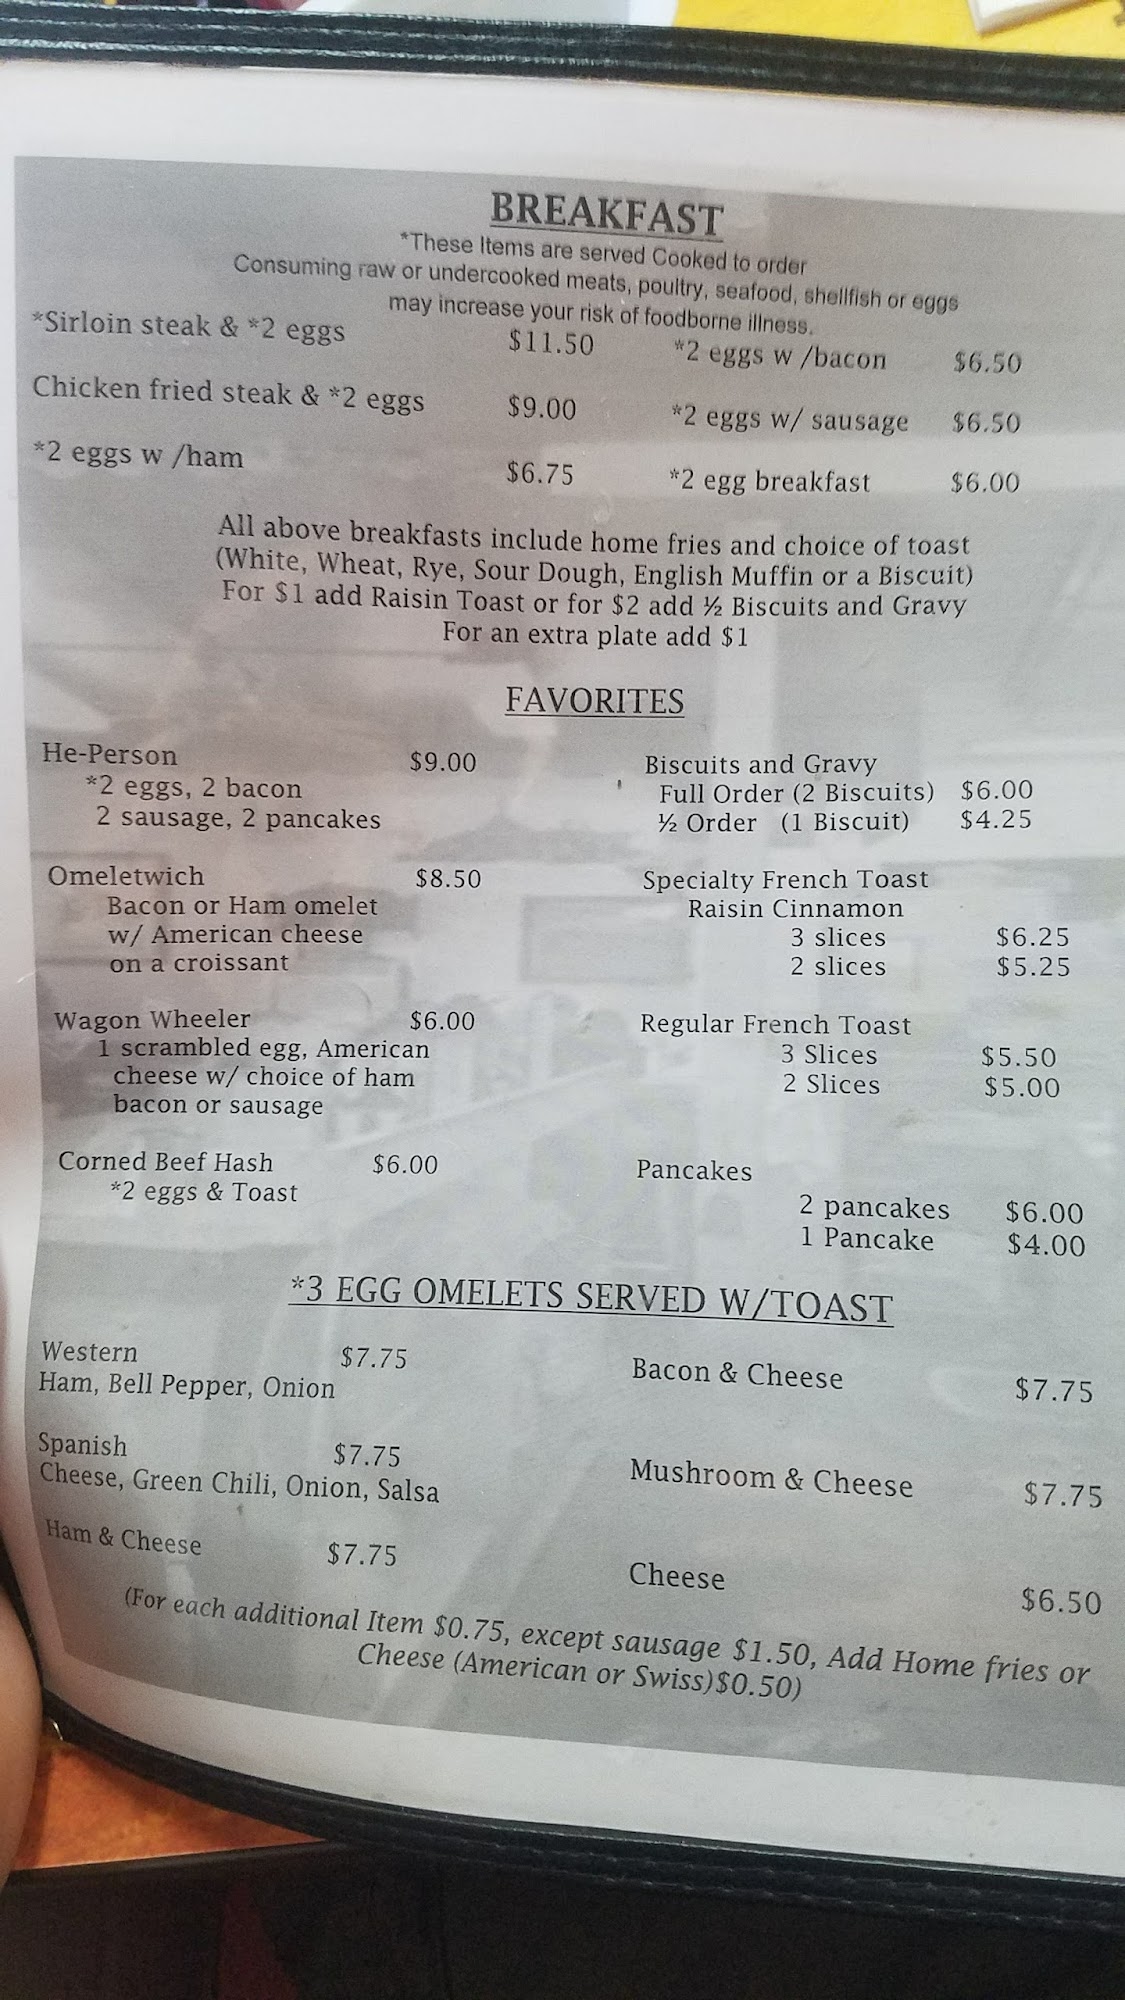 BREAKFAST
*These Items are served Cooked to order
Consuming raw or undercooked meats, poultry, seafood, shellfish or eggs
may increase your risk of foodborne illness.
*Sirloin steak & *2 eggs $11.50
*2 eggs w /bacon $6.50
Chicken fried steak & *2 eggs $9.00
*2 eggs w/ sausage $6.50
*2 eggs w /ham $6.75
*2 egg breakfast $6.00
All above breakfasts include home fries and choice of toast
(White, Wheat, Rye, Sour Dough, English Muffin or a Biscuit)
For $1 add Raisin Toast or for $2 add ½ Biscuits and Gravy
For an extra plate add $1
FAVORITES
He-Person $9.00
*2 eggs, 2 bacon
2 sausage, 2 pancakes
Biscuits and Gravy
Full Order (2 Biscuits) $6.00
½ Order (1 Biscuit) $4.25
Omeletwich $8.50
Bacon or Ham omelet
w/ American cheese
on a croissant
Specialty French Toast
Raisin Cinnamon
3 slices $6.25
2 slices $5.25
Wagon Wheeler $6.00
1 scrambled egg, American
cheese w/ choice of ham
bacon or sausage
Regular French Toast
3 Slices $5.50
2 Slices $5.00
Corned Beef Hash $6.00
*2 eggs & Toast
Pancakes
2 pancakes $6.00
1 Pancake $4.00
*3 EGG OMELETS SERVED W/TOAST
Western $7.75
Ham, Bell Pepper, Onion
Bacon & Cheese $7.75
Spanish $7.75
Cheese, Green Chili, Onion, Salsa
Mushroom & Cheese $7.75
Ham & Cheese $7.75
Cheese $6.50
(For each additional Item $0.75, except sausage $1.50, Add Home fries or
Cheese (American or Swiss)$0.50)